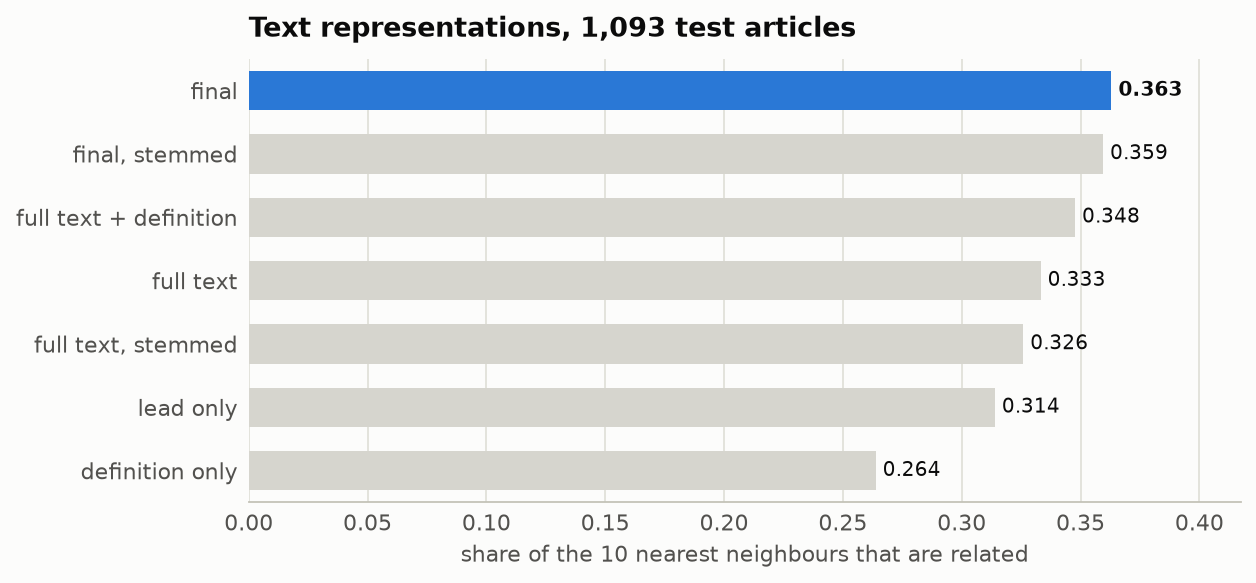 Text representations, 1,093 test articles
final 0.363
final, stemmed 0.359
full text + definition 0.348
full text 0.333
full text, stemmed 0.326
lead only 0.314
definition only 0.264
0.00 0.05 0.10 0.15 0.20 0.25 0.30 0.35 0.40
share of the 10 nearest neighbours that are related